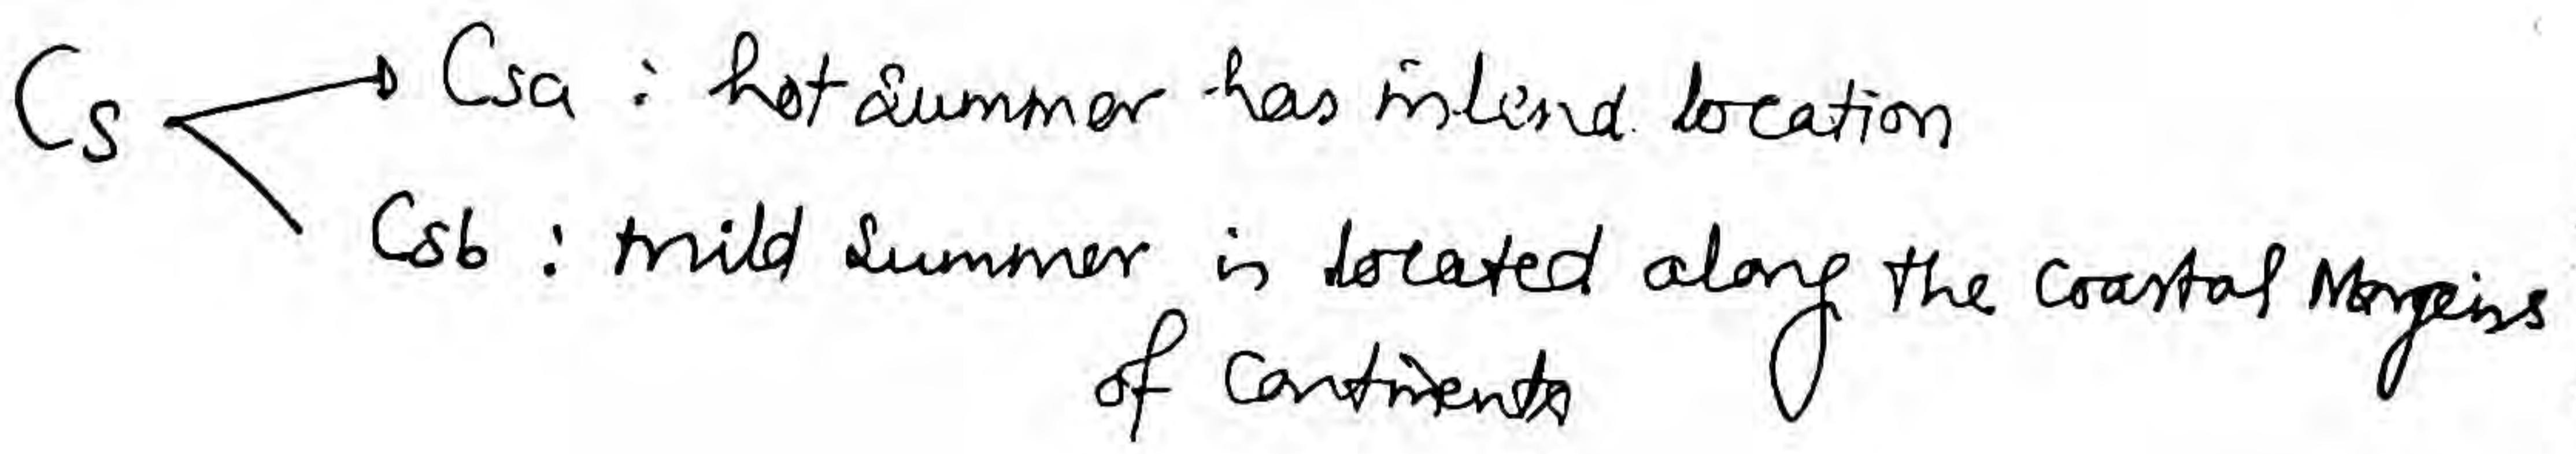 Cs
Csa : hot summer has inland location
Csb : mild summer is located along the coastal Margins
of Continents